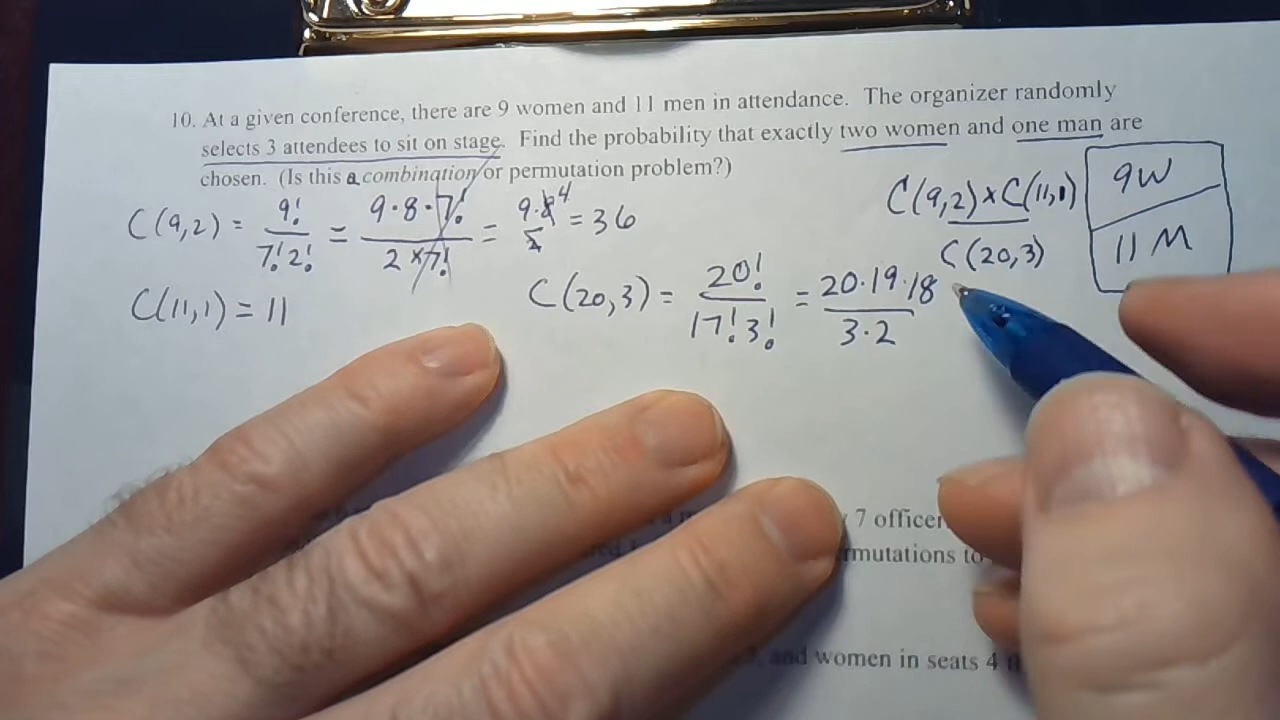 10. At a given conference, there are 9 women and 11 men in attendance. The organizer randomly
selects 3 attendees to sit on stage. Find the probability that exactly two women and one man are
chosen. (Is this a combination or permutation problem?)
C(9,2) = 9!/7!2! = 9·8·7!/2×7! = 9·8/2 4 = 36
C(9,2)×C(11,1)/C(20,3)
9W
11 M
C(11,1) = 11
C(20,3) = 20!/17!3! = 20·19·18/3·2
7 officer
rmutations to
and women in seats 4